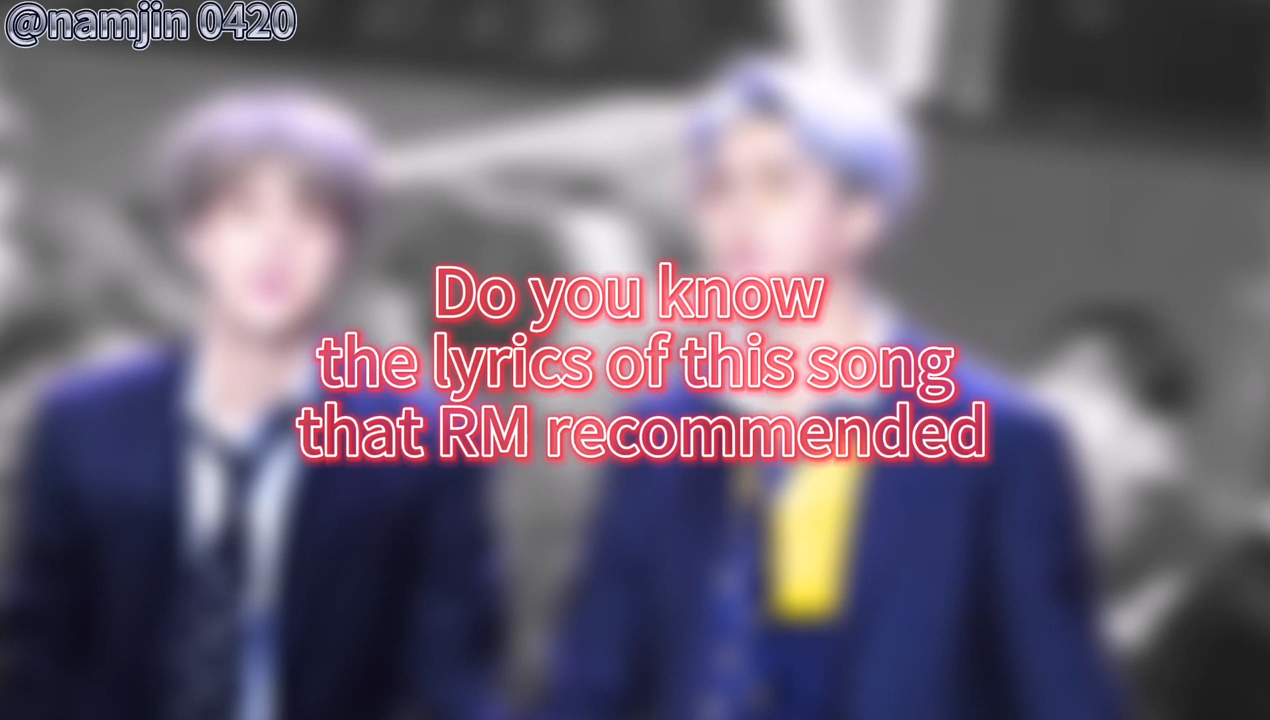 @namjin 0420
Do you know
the lyrics of this song
that RM recommended